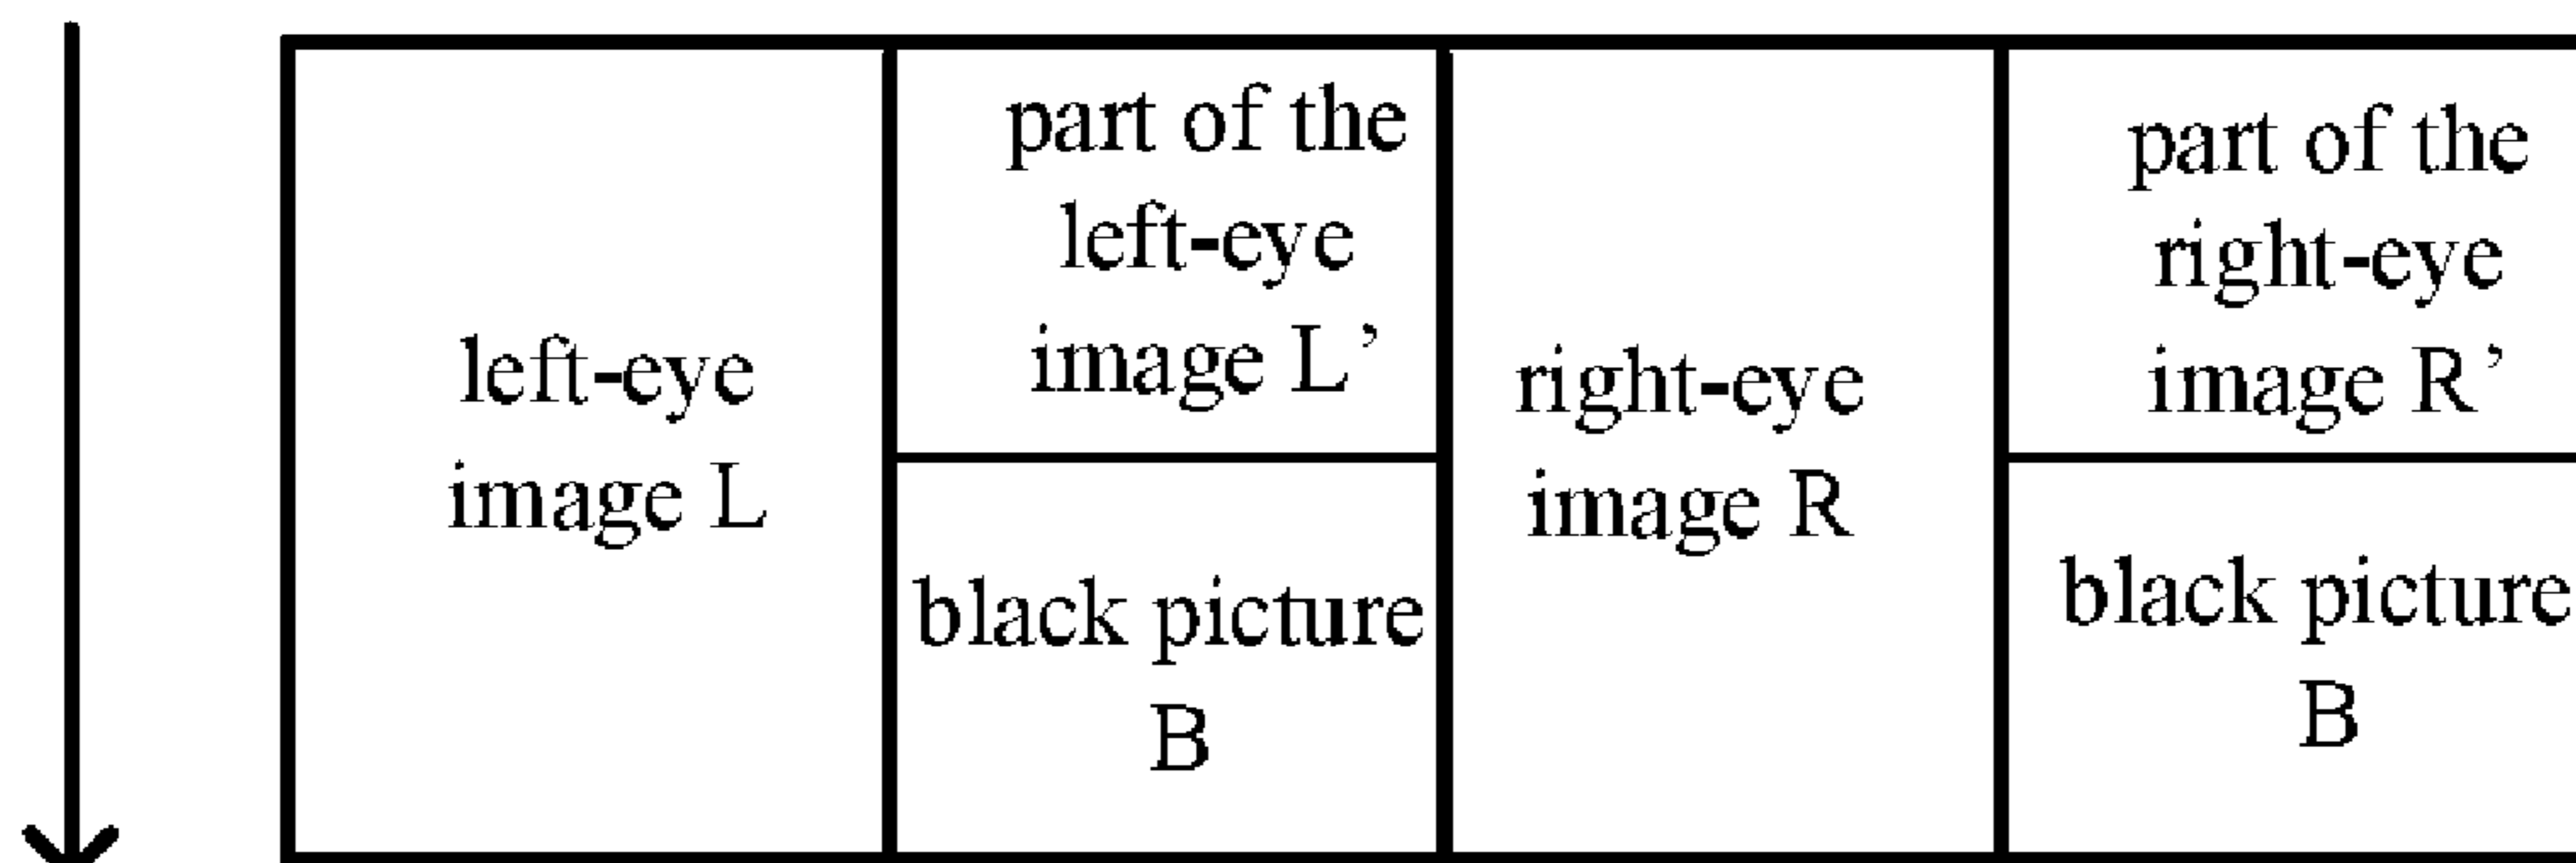 left-eye
image L
part of the
left-eye
image L’
black picture
B
right-eye
image R
part of the
right-eye
image R’
black picture
B